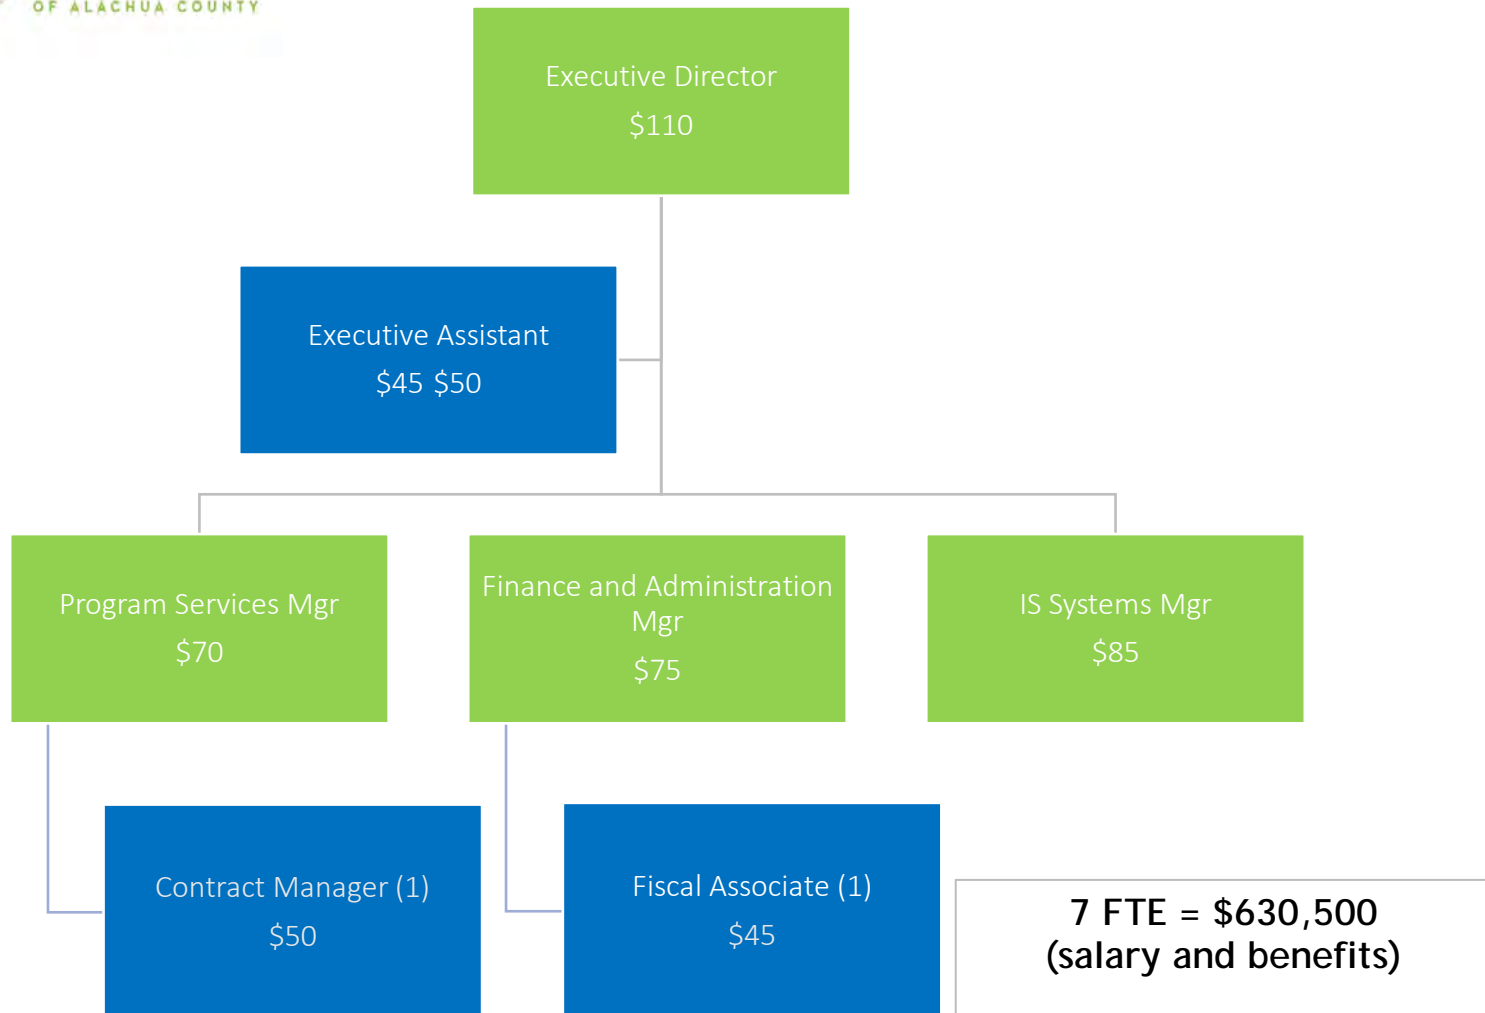 OF ALACHUA COUNTY
Executive Director
$110
Executive Assistant
$45 $50
Program Services Mgr
$70
Finance and Administration
Mgr
$75
IS Systems Mgr
$85
Contract Manager (1)
$50
Fiscal Associate (1)
$45
7 FTE = $630,500
(salary and benefits)